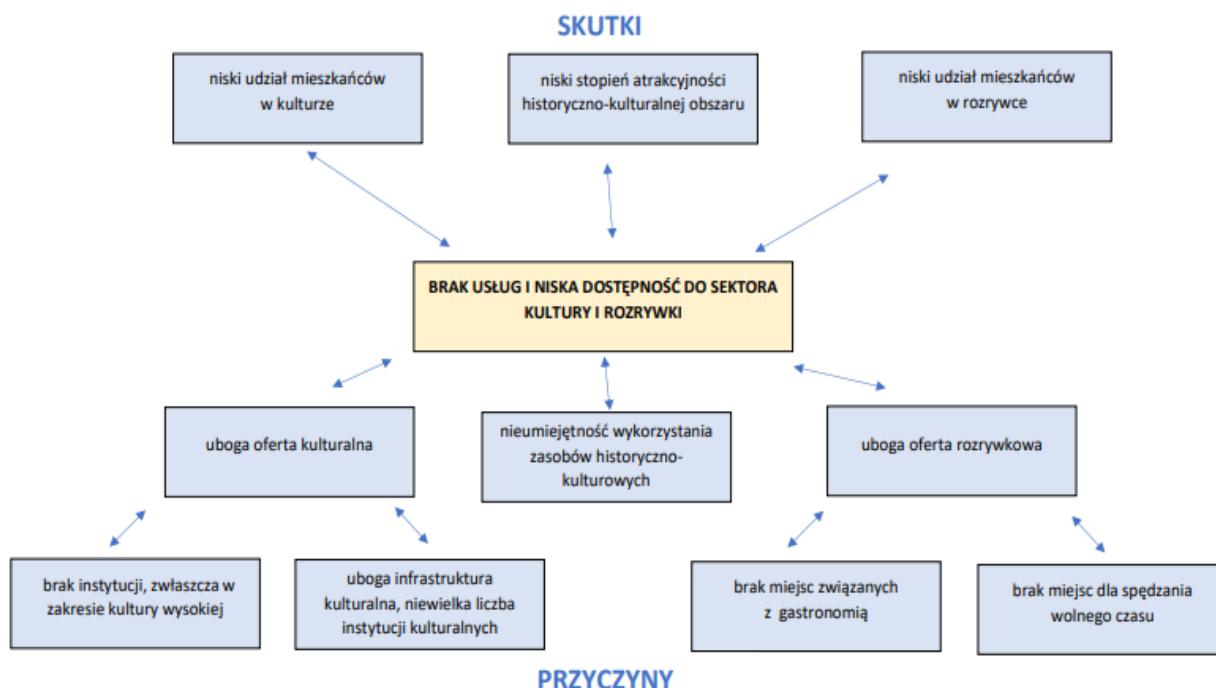 SKUTKI
niski udział mieszkańców
w kulturze
niski stopień atrakcyjności
historyczno-kulturalnej obszaru
niski udział mieszkańców
w rozrywce
BRAK USŁUG I NISKA DOSTĘPNOŚĆ DO SEKTORA
KULTURY I ROZRYWKI
uboga oferta kulturalna
nieumiejętność wykorzystania
zasobów historyczno-
kulturowych
uboga oferta rozrywkowa
brak instytucji, zwłaszcza w
zakresie kultury wysokiej
uboga infrastruktura
kulturalna, niewielka liczba
instytucji kulturalnych
brak miejsc związanych
z gastronomią
brak miejsc dla spędzania
wolnego czasu
PRZYCZYNY